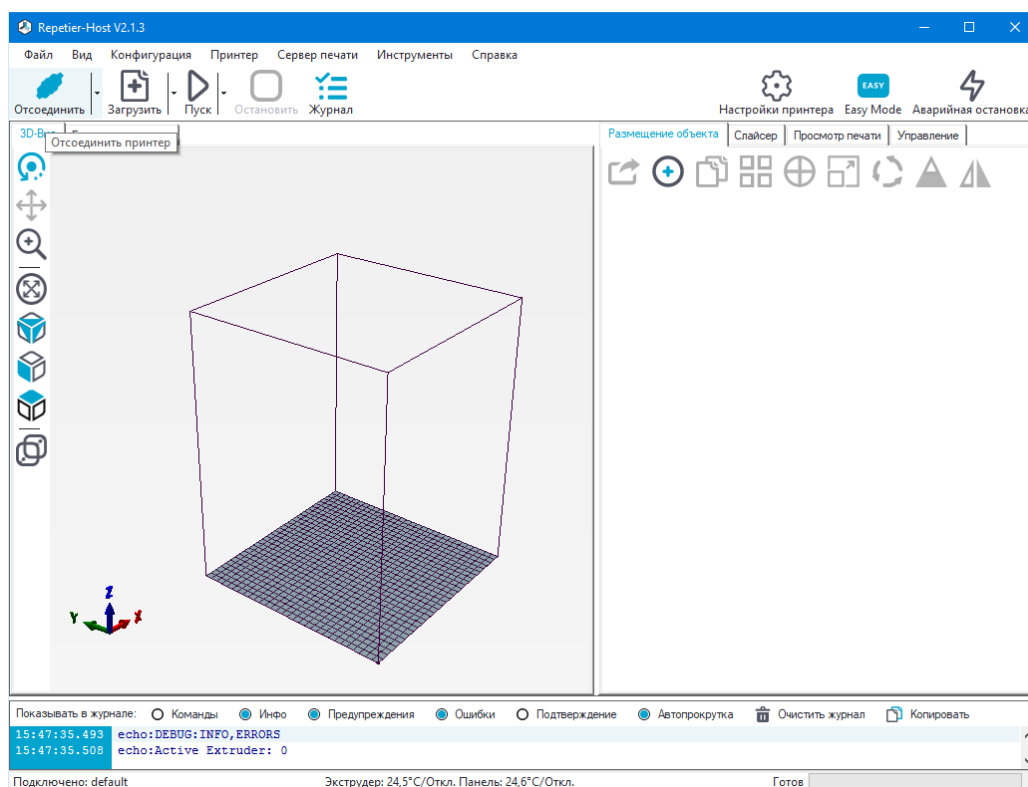 Repetier-Host V2.1.3
Файл Вид Конфигурация Принтер Сервер печати Инструменты Справка
Отсоединить Загрузить Пуск Остановить Журнал Настройки принтера Easy Mode Аварийная остановка
EASY
3D-Вид Размещение объекта Слайсер Просмотр печати Управление
Отсоединить принтер
Z
Y X
Показывать в журнале: Команды Инфо Предупреждения Ошибки Подтверждение Автопрокрутка Очистить журнал Копировать
15:47:35.493 echo:DEBUG:INFO,ERRORS
15:47:35.508 echo:Active Extruder: 0
Подключено: default Экструдер: 24,5°C/Откл. Панель: 24,6°C/Откл. Готов